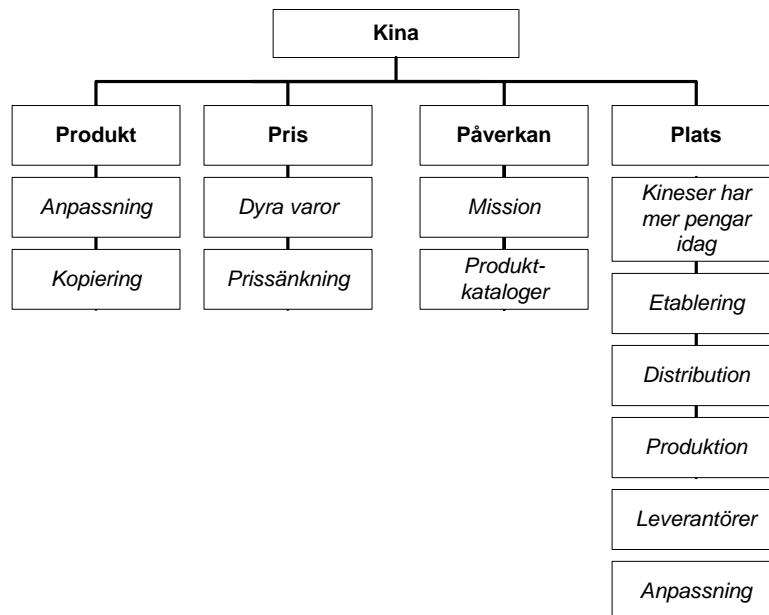 Kina
Produkt
Pris
Påverkan
Plats
Anpassning
Dyra varor
Mission
Kineser har
mer pengar
idag
Kopiering
Prissänkning
Produkt-
kataloger
Etablering
Distribution
Produktion
Leverantörer
Anpassning